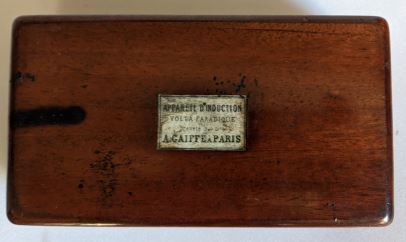 APPAREIL D'INDUCTION
VOLTA FARADIQUE
A. GAIFFE A PARIS